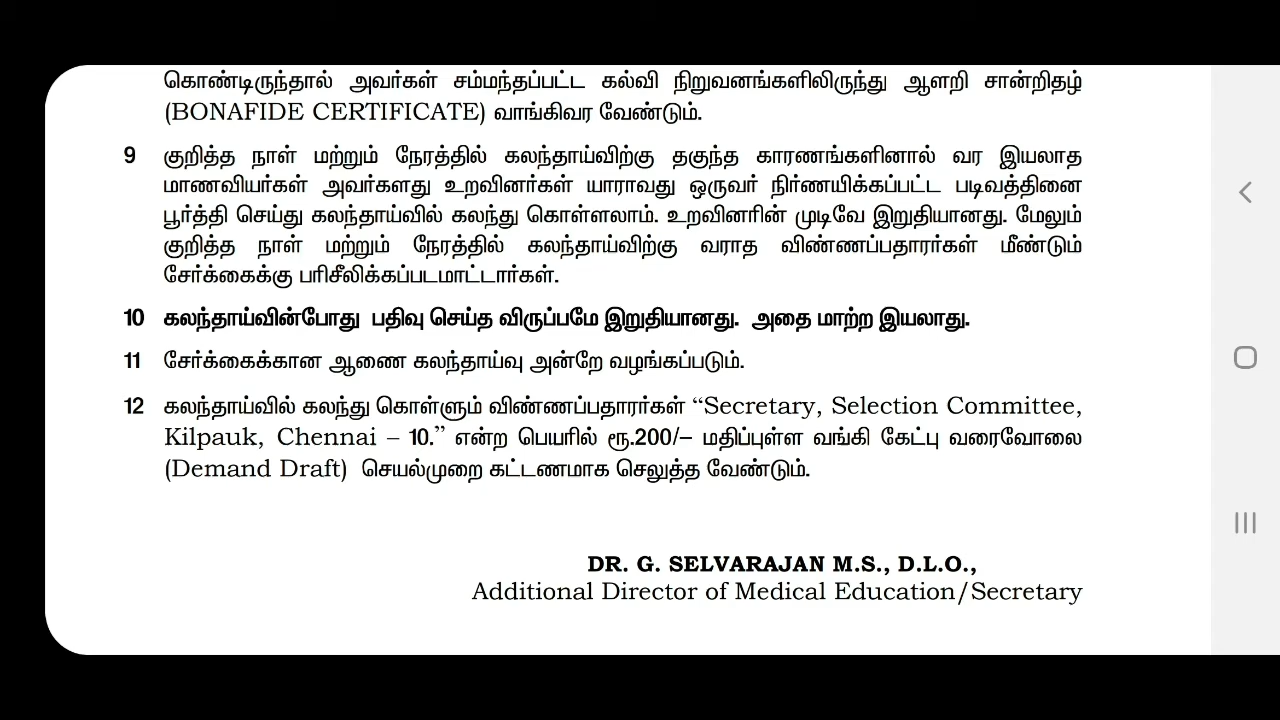 கொண்டிருந்தால் அவர்கள் சம்மந்தப்பட்ட கல்வி நிறுவனங்களிலிருந்து ஆளறி சான்றிதழ்
(BONAFIDE CERTIFICATE) வாங்கிவர வேண்டும்.
9 குறித்த நாள் மற்றும் நேரத்தில் கலந்தாய்விற்கு தகுந்த காரணங்களினால் வர இயலாத
மாணவியர்கள் அவர்களது உறவினர்கள் யாராவது ஒருவர் நிர்ணயிக்கப்பட்ட படிவத்தினை
பூர்த்தி செய்து கலந்தாய்வில் கலந்து கொள்ளலாம். உறவினரின் முடிவே இறுதியானது. மேலும்
குறித்த நாள் மற்றும் நேரத்தில் கலந்தாய்விற்கு வராத விண்ணப்பதாரர்கள் மீண்டும்
சேர்க்கைக்கு பரிசீலிக்கப்படமாட்டார்கள்.
10 கலந்தாய்வின்போது பதிவு செய்த விருப்பமே இறுதியானது. அதை மாற்ற இயலாது.
11 சேர்க்கைக்கான ஆணை கலந்தாய்வு அன்றே வழங்கப்படும்.
12 கலந்தாய்வில் கலந்து கொள்ளும் விண்ணப்பதாரர்கள் “Secretary, Selection Committee,
Kilpauk, Chennai – 10.” என்ற பெயரில் ரூ.200/– மதிப்புள்ள வங்கி கேட்பு வரைவோலை
(Demand Draft) செயல்முறை கட்டணமாக செலுத்த வேண்டும்.
DR. G. SELVARAJAN M.S., D.L.O.,
Additional Director of Medical Education/Secretary